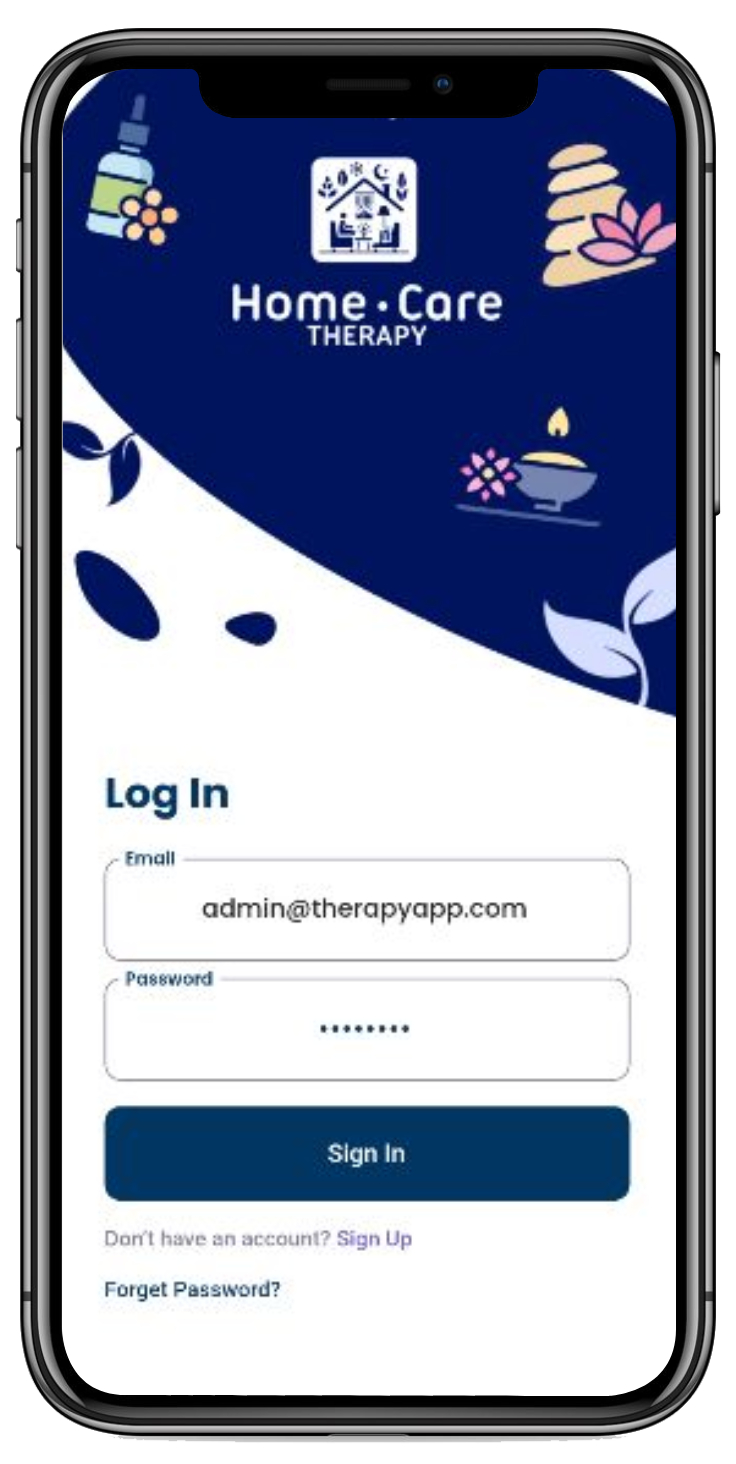 Home·Care
THERAPY
Log In
Email
admin@therapyapp.com
Password
••••••••
Sign In
Don't have an account? Sign Up
Forget Password?